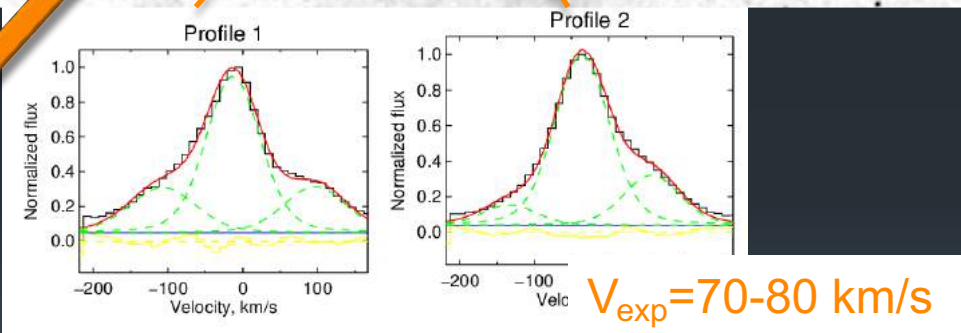 Profile 1
1.0
0.8
0.6
0.4
0.2
0.0
Normalized flux
−200 −100 0 100
Velocity, km/s
Profile 2
1.0
0.8
0.6
0.4
0.2
0.0
Normalized flux
−200 −100
V_exp=70-80 km/s